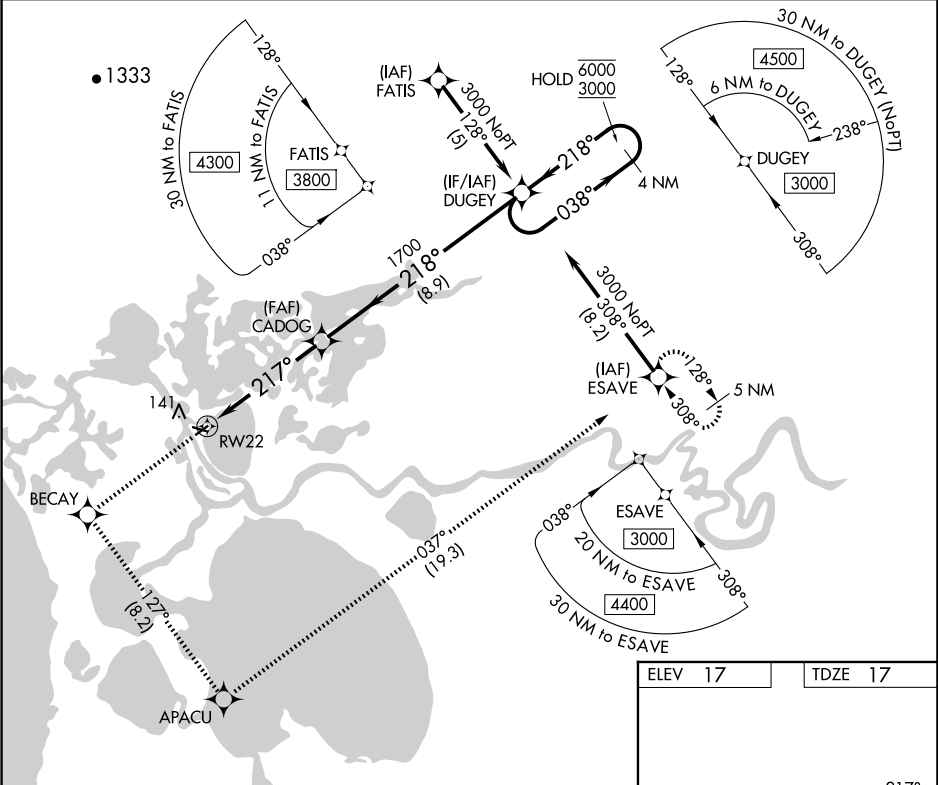 1333
128°
30 NM to FATIS
4300
11 NM to FATIS
3800
FATIS
038°
(IAF)
FATIS
3000 NoPT
128°
(5)
HOLD 6000
3000
218°
038°
4 NM
(IF/IAF)
DUGEY
30 NM to DUGEY (NoPT)
4500
6 NM to DUGEY
128°
238°
DUGEY
3000
308°
1700
218°
(8.9)
(FAF)
CADOG
217°
3000 NoPT
308°
(8.2)
(IAF)
ESAVE
128°
308°
5 NM
141
RW22
BECAY
127°
(8.2)
APACU
037°
(19.3)
038°
ESAVE
3000
20 NM to ESAVE
4400
30 NM to ESAVE
308°
ELEV 17
TDZE 17
217°